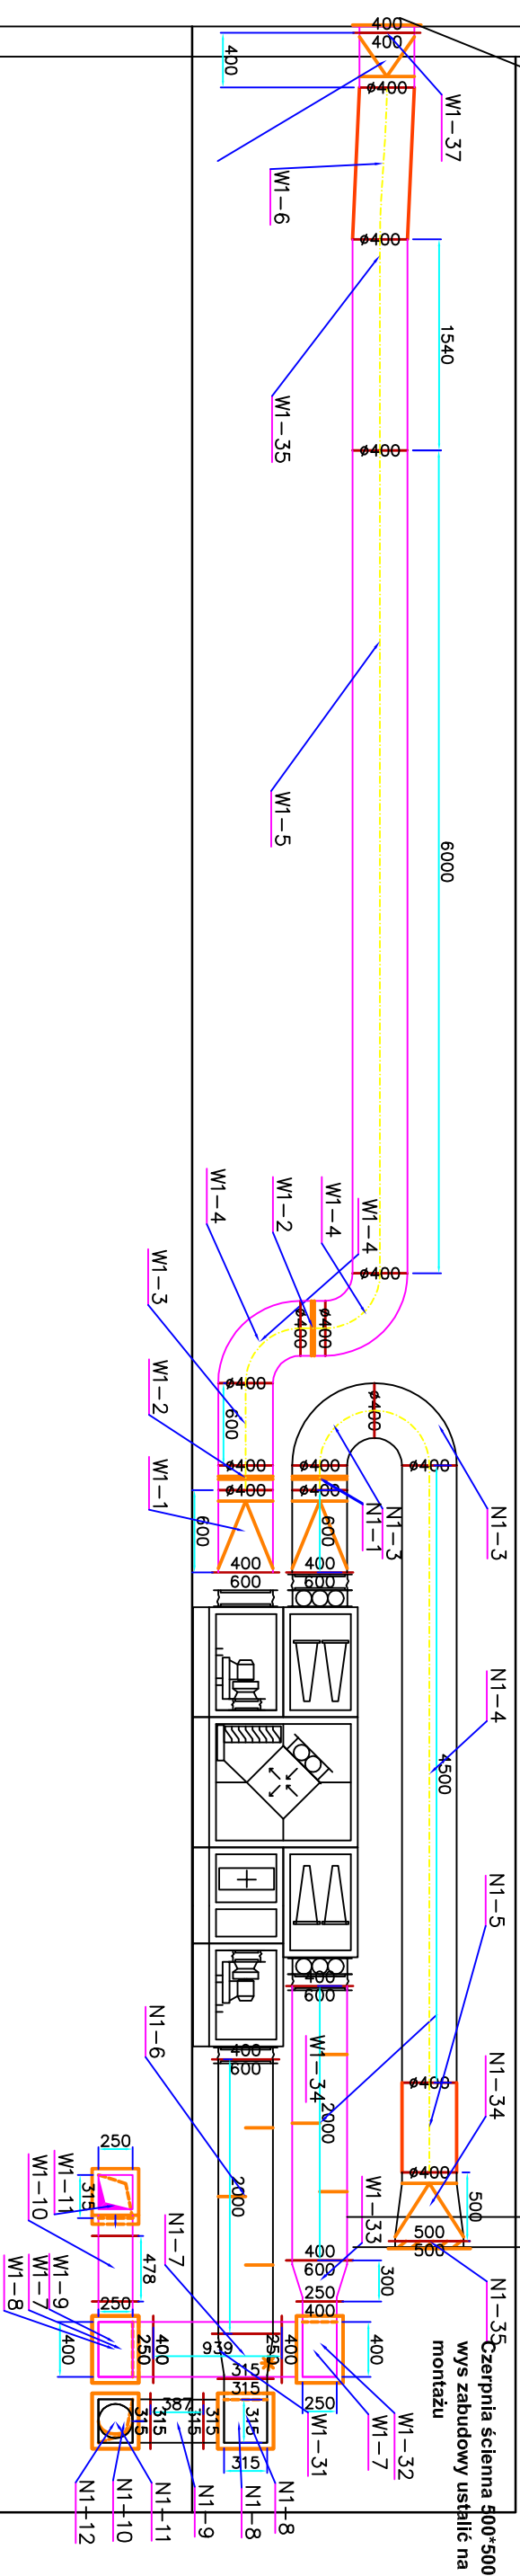 400
400
ø400
400
W1-37
W1-6
ø400
1540
W1-35
ø400
6000
W1-5
ø400
W1-4
W1-2
W1-4
W1-4
ø400
ø400
W1-3
ø400
600
W1-2
ø400
ø400
W1-1
600
400
600
ø400
ø400
N1-3
N1-3
N1-1
600
400
600
N1-4
4500
N1-5
ø400
N1-34
ø400
500
500
500
N1-35
Czerpnia ścienna 500*500
wys zabudowy ustalić na
montażu
400
600
W1-34
2000
W1-33
400
600
300
250
400
400
250
W1-32
W1-7
W1-31
N1-6
400
600
2000
N1-7
939
250
400
315
315
315
315
N1-8
N1-8
N1-9
387
315
315
315
315
N1-11
N1-10
N1-12
250
315
W1-11
W1-10
478
250
400
250
400
W1-9
W1-7
W1-8